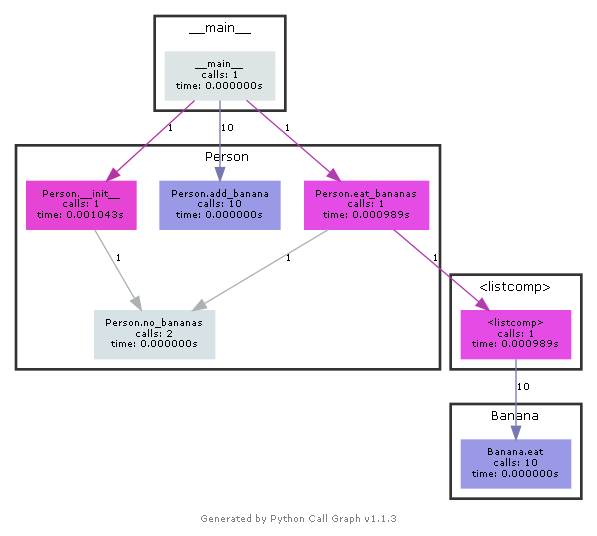 __main__
__main__
calls: 1
time: 0.000000s
1
10
1
Person
Person.__init__
calls: 1
time: 0.001043s
Person.add_banana
calls: 10
time: 0.000000s
Person.eat_bananas
calls: 1
time: 0.000989s
1
1
1
<listcomp>
Person.no_bananas
calls: 2
time: 0.000000s
<listcomp>
calls: 1
time: 0.000989s
10
Banana
Banana.eat
calls: 10
time: 0.000000s
Generated by Python Call Graph v1.1.3